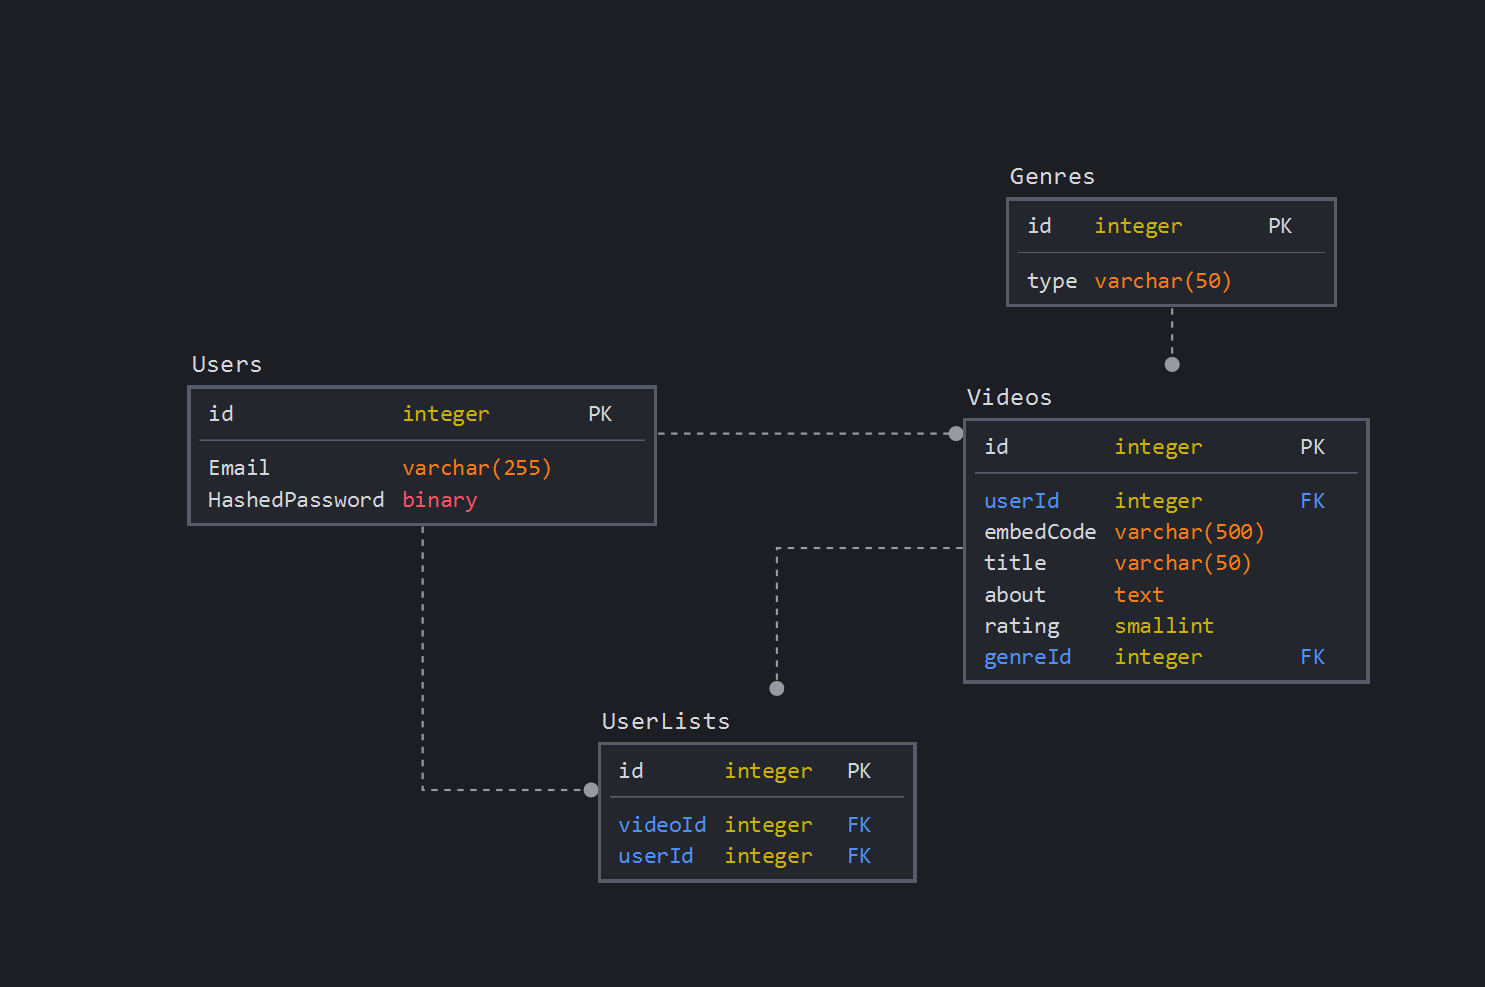 Genres
id integer PK
type varchar(50)
Users
id integer PK
Email varchar(255)
HashedPassword binary
Videos
id integer PK
userId integer FK
embedCode varchar(500)
title varchar(50)
about text
rating smallint
genreId integer FK
UserLists
id integer PK
videoId integer FK
userId integer FK